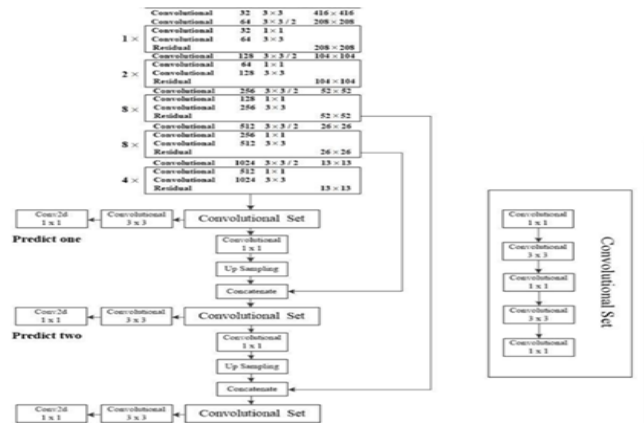 Convolutional 32 3×3 416×416
Convolutional 64 3×3/2 208×208
1× Convolutional 32 1×1
Convolutional 64 3×3
Residual 208×208
Convolutional 128 3×3/2 104×104
2× Convolutional 64 1×1
Convolutional 128 3×3
Residual 104×104
Convolutional 256 3×3/2 52×52
8× Convolutional 128 1×1
Convolutional 256 3×3
Residual 52×52
Convolutional 512 3×3/2 26×26
8× Convolutional 256 1×1
Convolutional 512 3×3
Residual 26×26
Convolutional 1024 3×3/2 13×13
4× Convolutional 512 1×1
Convolutional 1024 3×3
Residual 13×13
Conv2d
1 x 1
Convolutional
3 x 3
Convolutional Set
Predict one
Convolutional
1 x 1
Up Sampling
Concatenate
Conv2d
1 x 1
Convolutional
3 x 3
Convolutional Set
Predict two
Convolutional
1 x 1
Up Sampling
Concatenate
Conv2d
1 x 1
Convolutional
3 x 3
Convolutional Set
Convolutional
1 x 1
Convolutional
3 x 3
Convolutional
1 x 1
Convolutional
3 x 3
Convolutional
1 x 1
Convolutional Set